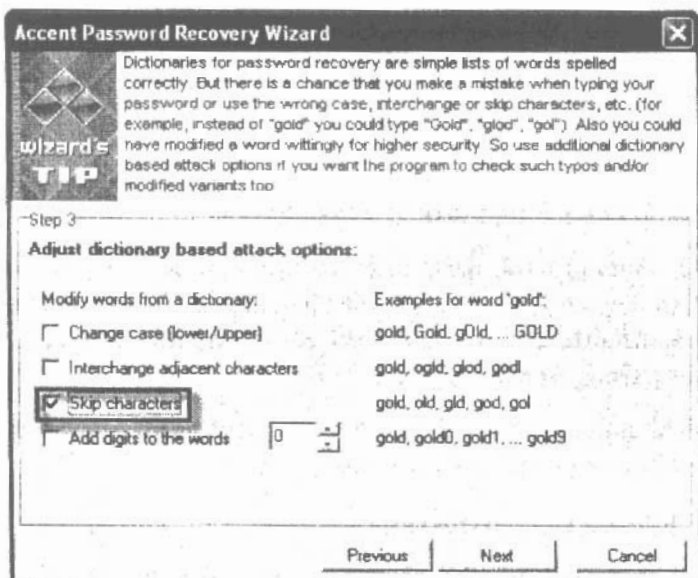 Accent Password Recovery Wizard
Dictionaries for password recovery are simple lists of words spelled
correctly. But there is a chance that you make a mistake when typing your
password or use the wrong case, interchange or skip characters, etc. (for
example, instead of "gold" you could type "Gold", "glod", "gol"). Also you could
have modified a word wittingly for higher security. So use additional dictionary
based attack options if you want the program to check such typos and/or
modified variants too
wizard's
TIP
Step 3
Adjust dictionary based attack options:
Modify words from a dictionary: Examples for word "gold":
Change case (lower/upper) gold, Gold, gOld, ... GOLD
Interchange adjacent characters gold, ogld, glod, godl
Skip characters gold, old, gld, god, gol
Add digits to the words 0 gold, gold0, gold1, ... gold9
Previous Next Cancel